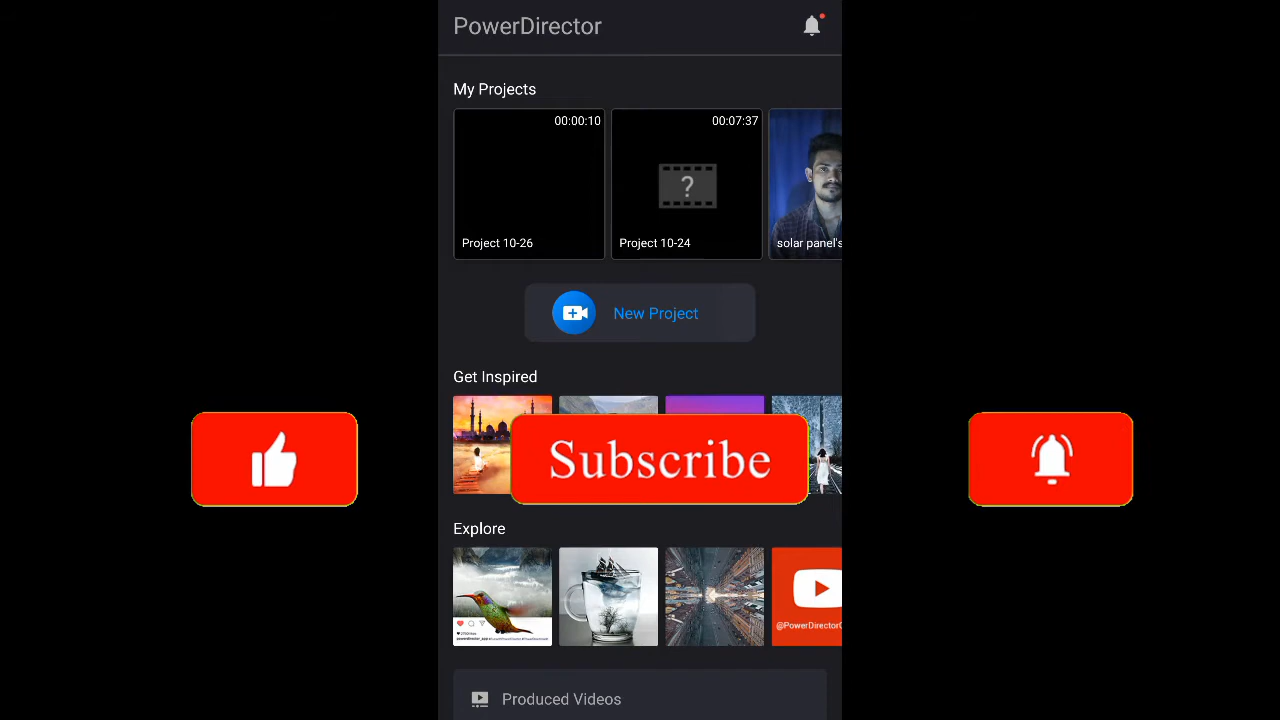 PowerDirector
My Projects
00:00:10
00:07:37
?
Project 10-26
Project 10-24
solar panel's
New Project
Get Inspired
Subscribe
Explore
@PowerDirectorO
Produced Videos